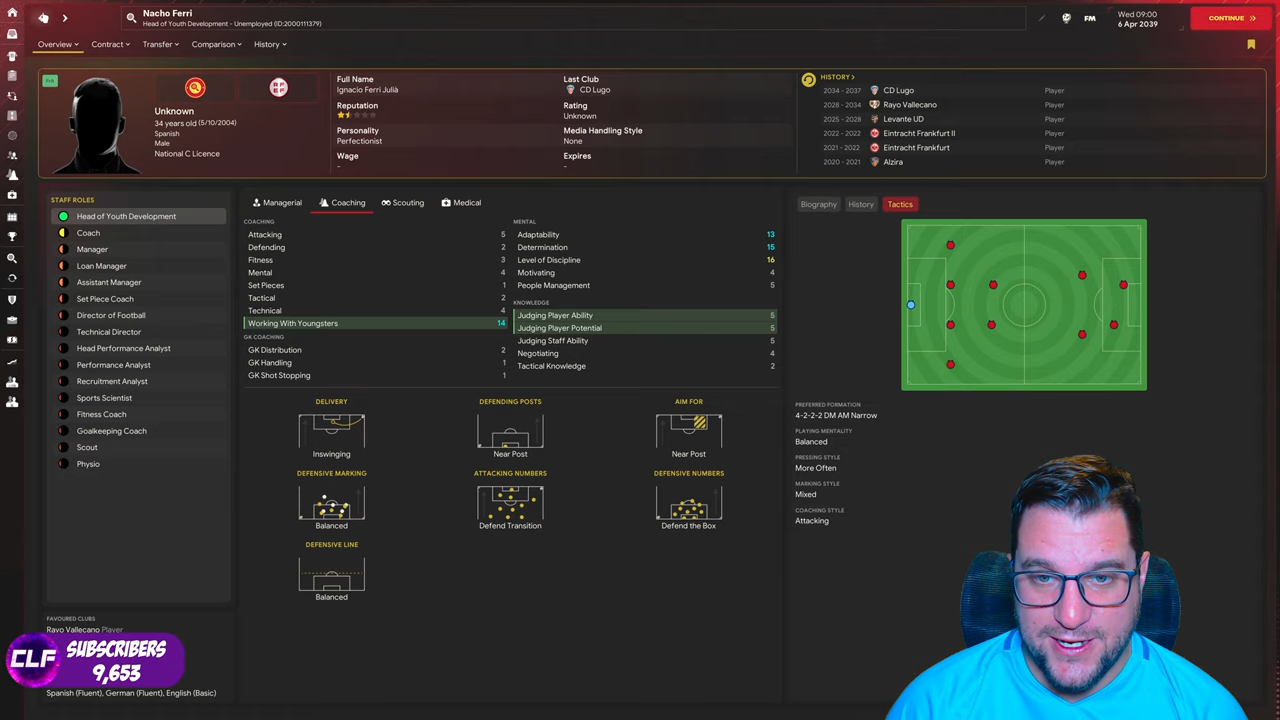 Nacho Ferri
Head of Youth Development - Unemployed (ID:2000111379)
FM
Wed 09:00
6 Apr 2039
CONTINUE
Overview
Contract
Transfer
Comparison
History
FrR
Unknown
34 years old (5/10/2004)
Spanish
Male
National C Licence
RFEF
Full Name
Ignacio Ferri Julià
Reputation
Personality
Perfectionist
Wage
-
Last Club
CD Lugo
Rating
Unknown
Media Handling Style
None
Expires
-
HISTORY
2034 - 2037 CD Lugo Player
2028 - 2034 Rayo Vallecano Player
2025 - 2028 Levante UD Player
2022 - 2022 Eintracht Frankfurt II Player
2021 - 2022 Eintracht Frankfurt Player
2020 - 2021 Alzira Player
STAFF ROLES
Head of Youth Development
Coach
Manager
Loan Manager
Assistant Manager
Set Piece Coach
Director of Football
Technical Director
Head Performance Analyst
Performance Analyst
Recruitment Analyst
Sports Scientist
Fitness Coach
Goalkeeping Coach
Scout
Physio
FAVOURED CLUBS
Rayo Vallecano Player
Spanish (Fluent), German (Fluent), English (Basic)
CLF
SUBSCRIBERS
9,653
Managerial
Coaching
Scouting
Medical
COACHING
Attacking 5
Defending 2
Fitness 3
Mental 4
Set Pieces 1
Tactical 2
Technical 4
Working With Youngsters 14
GK COACHING
GK Distribution 2
GK Handling 1
GK Shot Stopping 1
MENTAL
Adaptability 13
Determination 15
Level of Discipline 16
Motivating 4
People Management 5
KNOWLEDGE
Judging Player Ability 5
Judging Player Potential 5
Judging Staff Ability 5
Negotiating 4
Tactical Knowledge 2
DELIVERY
Inswinging
DEFENDING POSTS
Near Post
AIM FOR
Near Post
DEFENSIVE MARKING
Balanced
ATTACKING NUMBERS
Defend Transition
DEFENSIVE NUMBERS
Defend the Box
DEFENSIVE LINE
Balanced
Biography
History
Tactics
PREFERRED FORMATION
4-2-2-2 DM AM Narrow
PLAYING MENTALITY
Balanced
PRESSING STYLE
More Often
MARKING STYLE
Mixed
COACHING STYLE
Attacking